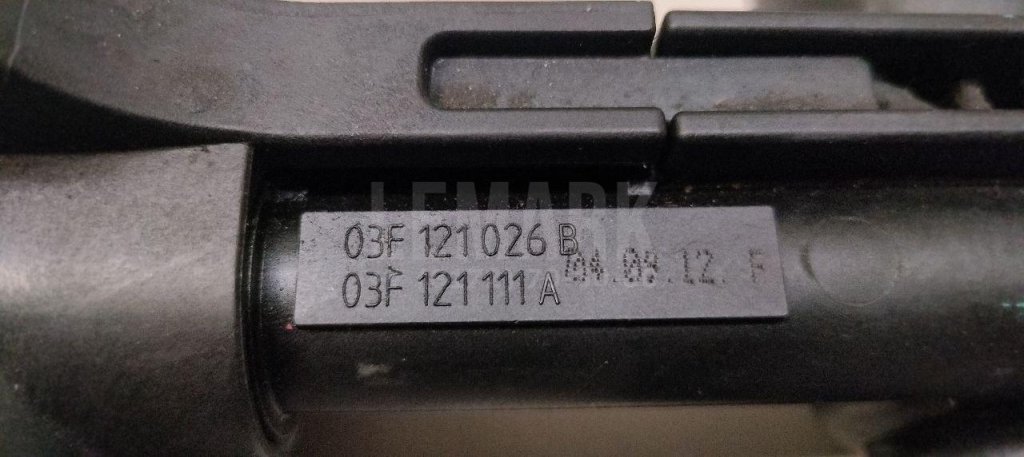 LEMARK
03F 121 026 B
03F 121 111 A
04.09.12. F